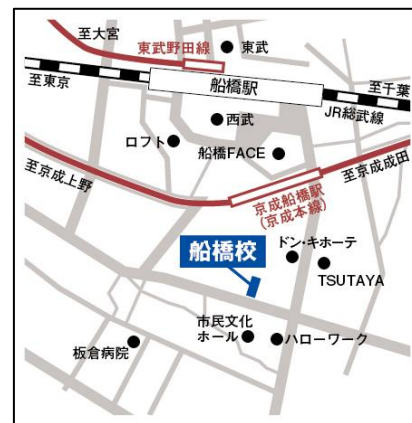 至大宮
東武野田線
東武
至東京
船橋駅
至千葉
JR総武線
西武
ロフト
船橋FACE
至京成上野
京成船橋駅
(京成本線)
至京成成田
船橋校
ドン・キホーテ
TSUTAYA
市民文化
ホール
ハローワーク
板倉病院